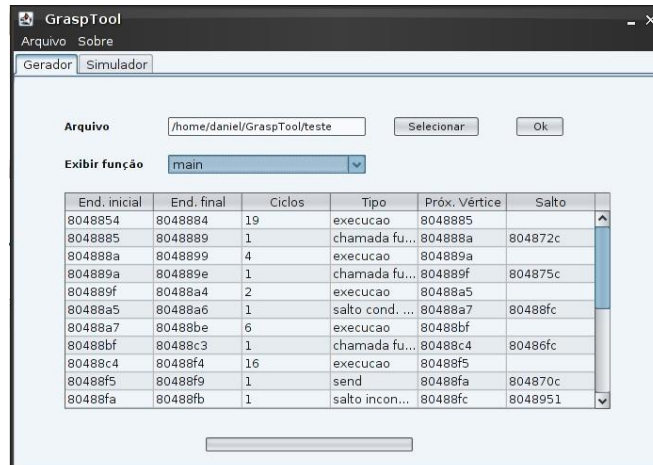 GraspTool
Arquivo Sobre
Gerador Simulador
Arquivo /home/daniel/GraspTool/teste Selecionar Ok
Exibir função main
End. inicial End. final Ciclos Tipo Próx. Vértice Salto
8048854 8048884 19 execucao 8048885
8048885 8048889 1 chamada fu... 804888a 804872c
804888a 8048899 4 execucao 804889a
804889a 804889e 1 chamada fu... 804889f 804875c
804889f 80488a4 2 execucao 80488a5
80488a5 80488a6 1 salto cond. ... 80488a7 80488fc
80488a7 80488be 6 execucao 80488bf
80488bf 80488c3 1 chamada fu... 80488c4 80486fc
80488c4 80488f4 16 execucao 80488f5
80488f5 80488f9 1 send 80488fa 804870c
80488fa 80488fb 1 salto incon... 80488fc 8048951